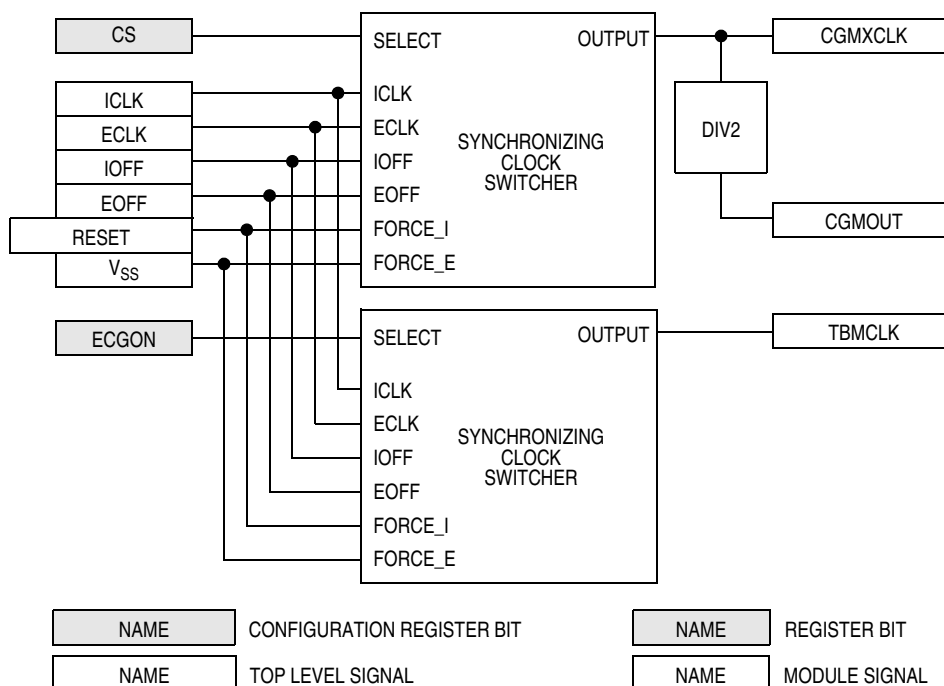 CS
ICLK
ECLK
IOFF
EOFF
RESET
VSS
SELECT
OUTPUT
ICLK
ECLK
IOFF
EOFF
FORCE_I
FORCE_E
SYNCHRONIZING
CLOCK
SWITCHER
CGMXCLK
DIV2
CGMOUT
ECGON
SELECT
OUTPUT
ICLK
ECLK
IOFF
EOFF
FORCE_I
FORCE_E
SYNCHRONIZING
CLOCK
SWITCHER
TBMCLK
NAME CONFIGURATION REGISTER BIT
NAME REGISTER BIT
NAME TOP LEVEL SIGNAL
NAME MODULE SIGNAL